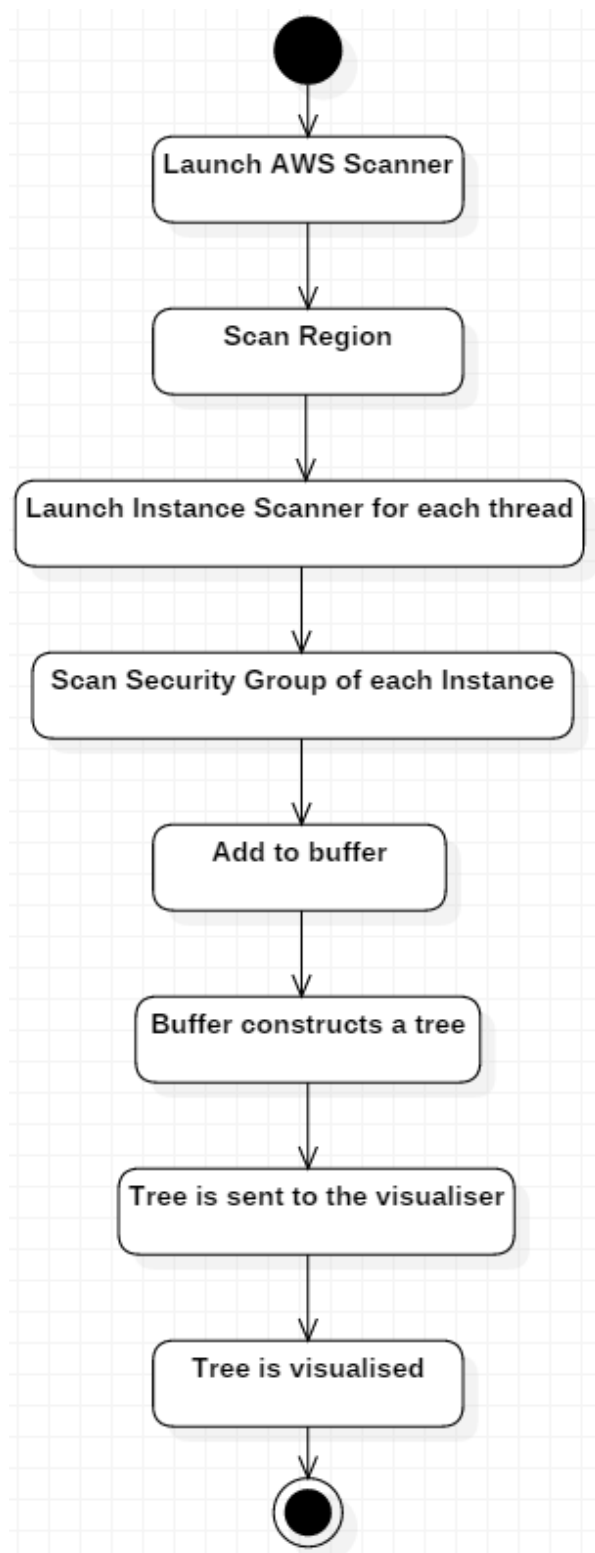 Launch AWS Scanner
Scan Region
Launch Instance Scanner for each thread
Scan Security Group of each Instance
Add to buffer
Buffer constructs a tree
Tree is sent to the visualiser
Tree is visualised